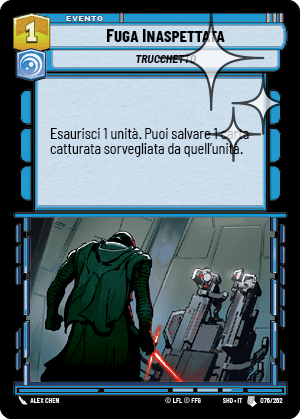 EVENTO
1
FUGA INASPETTATA
TRUCCHETTO
Esaurisci 1 unità. Puoi salvare 1 carta
catturata sorvegliata da quell'unità.
ALEX CHEN
© LFL © FFG
SHD • IT
076/262